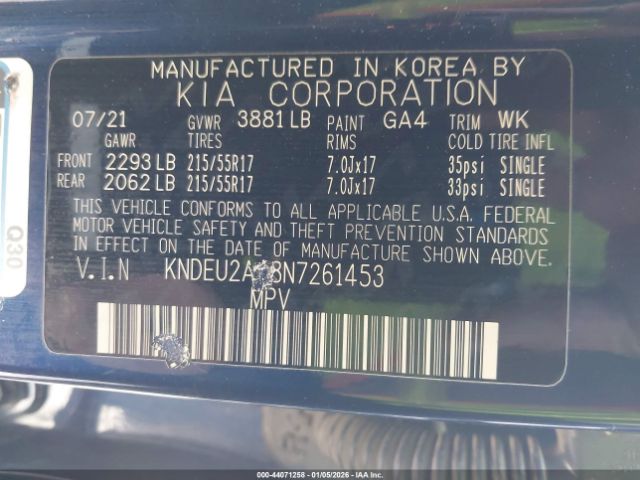 MANUFACTURED IN KOREA BY
KIA CORPORATION
07/21 GVWR 3881 LB PAINT GA4 TRIM WK
GAWR TIRES RIMS COLD TIRE INFL
FRONT 2293 LB 215/55R17 7.0Jx17 35psi SINGLE
REAR 2062 LB 215/55R17 7.0Jx17 33psi SINGLE
THIS VEHICLE CONFORMS TO ALL APPLICABLE U.S.A. FEDERAL
MOTOR VEHICLE SAFETY AND THEFT PREVENTION STANDARDS
IN EFFECT ON THE DATE OF MANUFACTURE SHOWN ABOVE.
V.I.N
MPV
Q30
000-44071258 - 01/05/2026 - IAAI - COPART